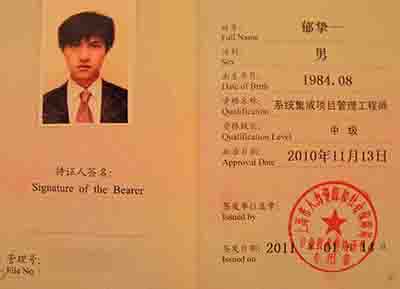 持证人签名:
Signature of the Bearer
管理号:
File No.
姓名: 郁挚一
Full Name
性别: 男
Sex
出生年月: 1984.08
Date of Birth
资格名称: 系统集成项目管理工程师
Qualification
资格级别: 中级
Qualification Level
批准日期: 2010年11月13日
Approval Date
签发单位盖章:
Issued by
签发日期: 2011 01 14
Issued on